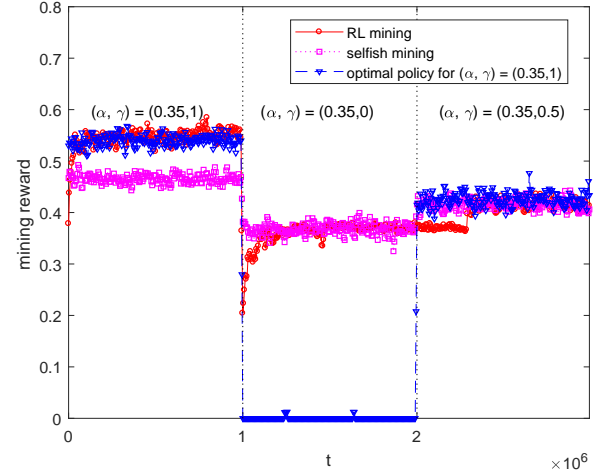 0.8
0.7
0.6
0.5
0.4
0.3
0.2
0.1
0
mining reward
RL mining
selfish mining
optimal policy for (α, γ) = (0.35,1)
(α, γ) = (0.35,1)
(α, γ) = (0.35,0)
(α, γ) = (0.35,0.5)
0
1
2
t
×10⁶